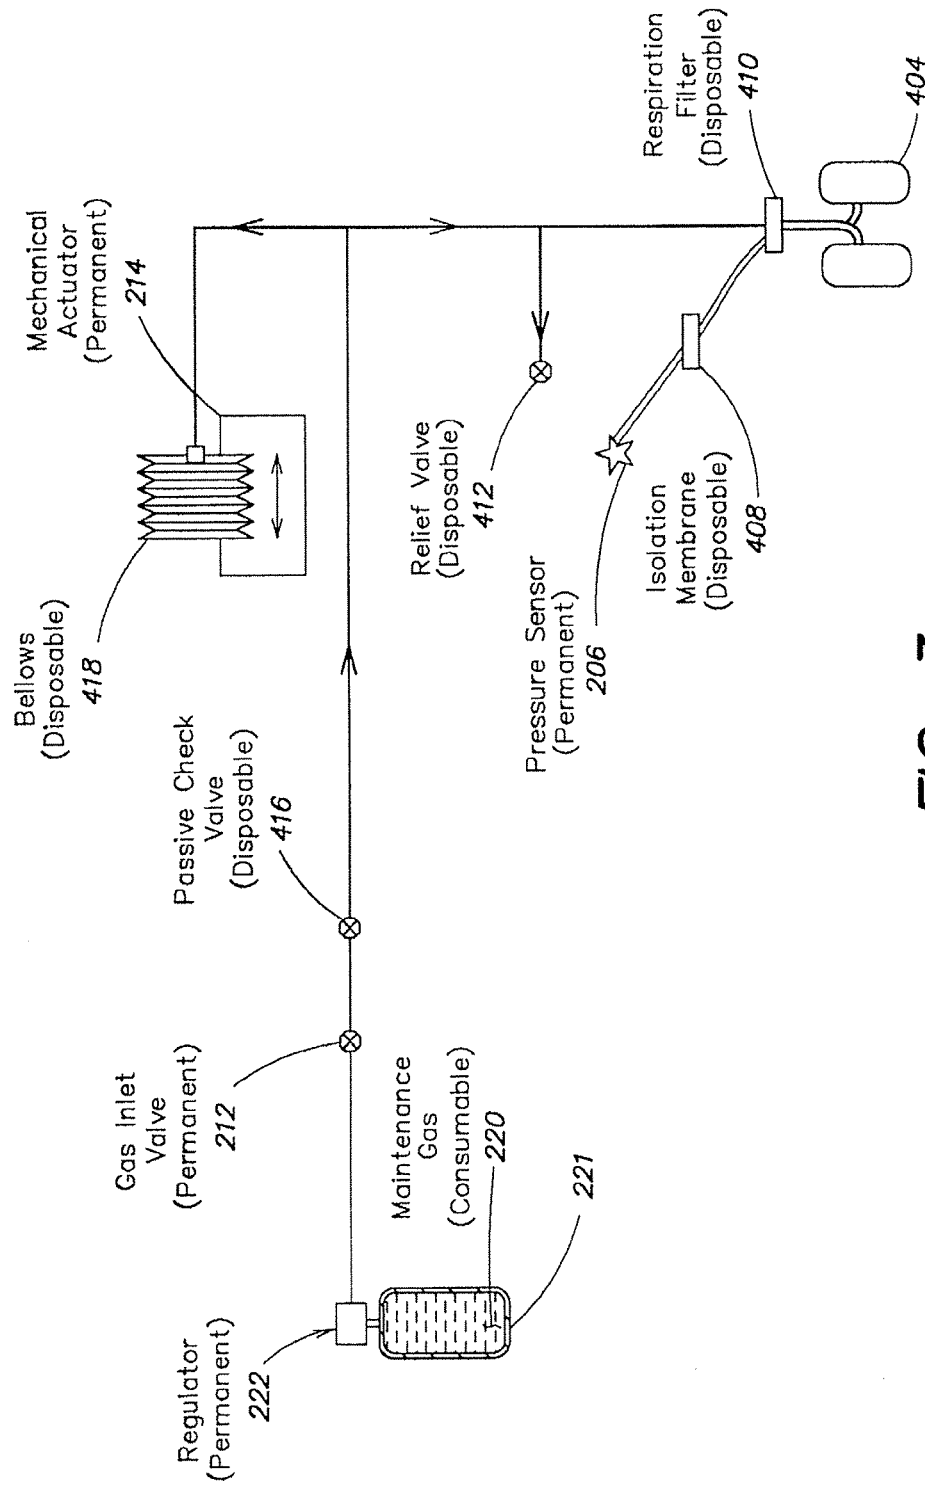 Regulator
(Permanent)
222
Gas Inlet
Valve
(Permanent)
212
Maintenance
Gas
(Consumable)
220
221
Passive Check
Valve
(Disposable)
416
Bellows
(Disposable)
418
Mechanical
Actuator
(Permanent)
214
Relief Valve
(Disposable)
412
Pressure Sensor
(Permanent)
206
Isolation
Membrane
(Disposable)
408
Respiration
Filter
(Disposable)
410
404